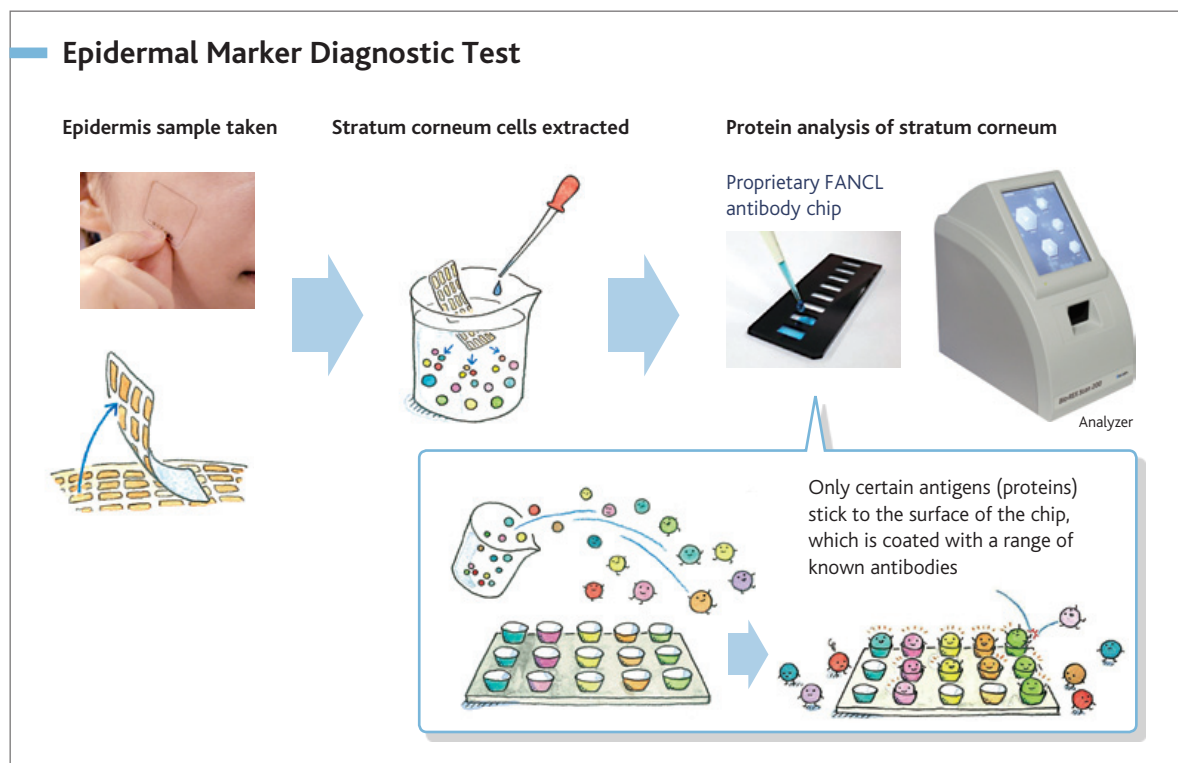 Epidermal Marker Diagnostic Test
Epidermis sample taken
Stratum corneum cells extracted
Protein analysis of stratum corneum
Proprietary FANCL
antibody chip
Analyzer
Only certain antigens (proteins)
stick to the surface of the chip,
which is coated with a range of
known antibodies